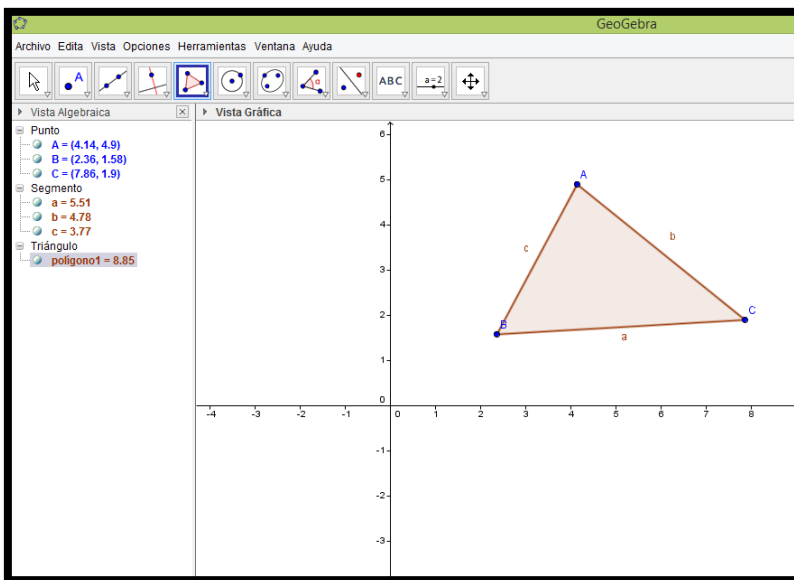 GeoGebra
Archivo Edita Vista Opciones Herramientas Ventana Ayuda
A
α
ABC
a=2
Vista Algebraica
Vista Gráfica
Punto
A = (4.14, 4.9)
B = (2.36, 1.58)
C = (7.86, 1.9)
Segmento
a = 5.51
b = 4.78
c = 3.77
Triángulo
polígono1 = 8.85
6
5
4
3
2
1
0
-1
-2
-3
-4 -3 -2 -1 0 1 2 3 4 5 6 7 8
A
b
c
C
B
a